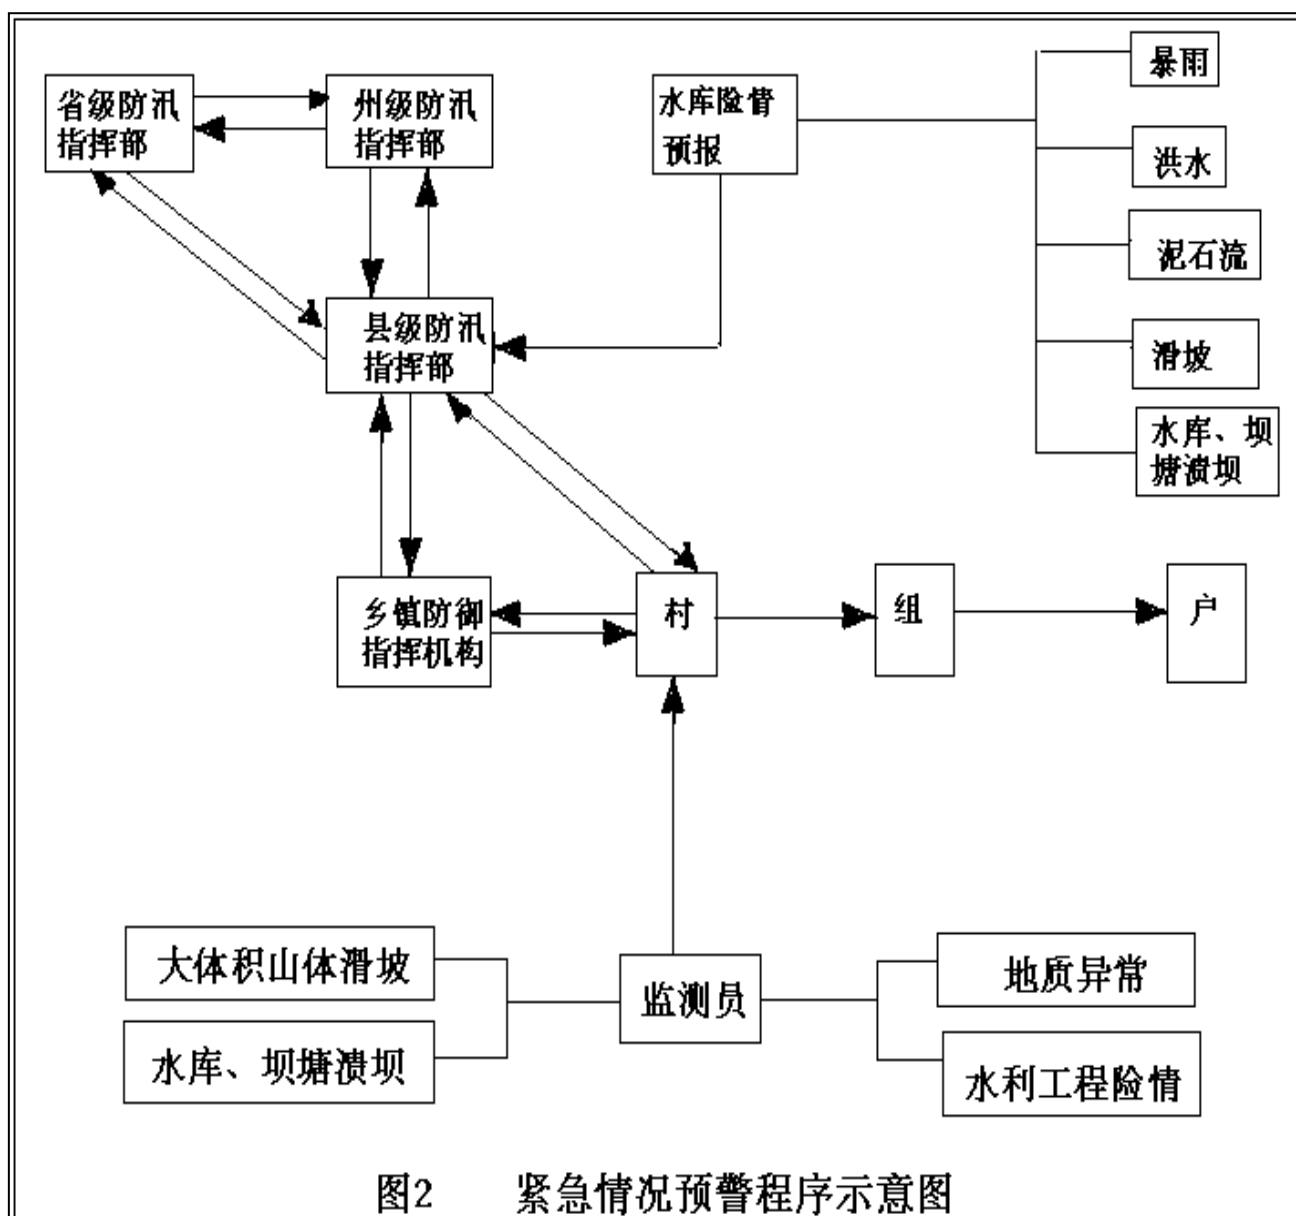 省级防汛
指挥部
州级防汛
指挥部
水库险情
预报
暴雨
洪水
泥石流
滑坡
水库、坝
塘溃坝
县级防汛
指挥部
乡镇防御
指挥机构
村
组
户
大体积山体滑坡
水库、坝塘溃坝
监测员
地质异常
水利工程险情
图2 紧急情况预警程序示意图